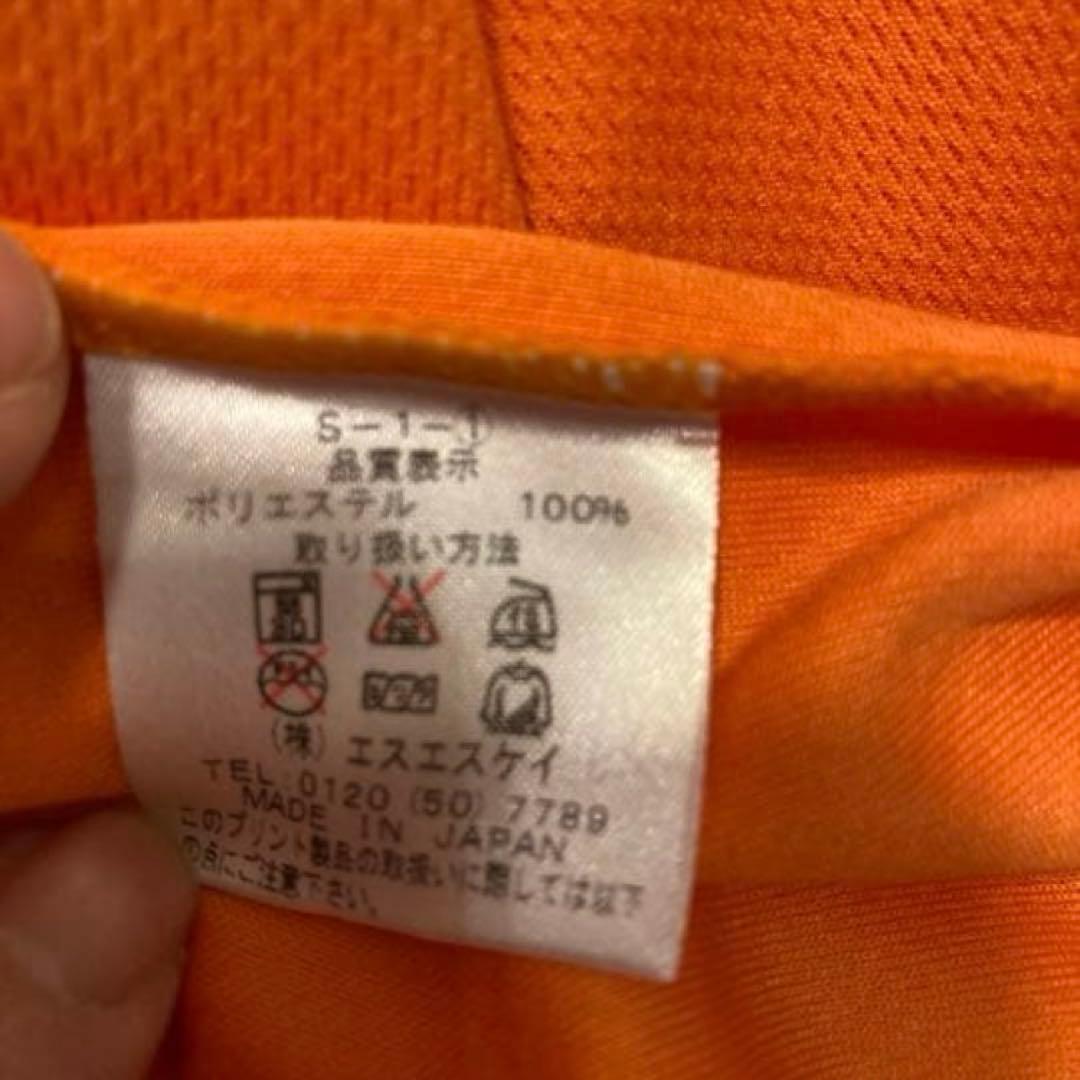 S-1-①
品質表示
ポリエステル 100%
取り扱い方法
(株) エスエスケイ
TEL 0120 (50) 7789
MADE IN JAPAN
このプリント製品の取扱いに際しては以下
の点にご注意下さい。